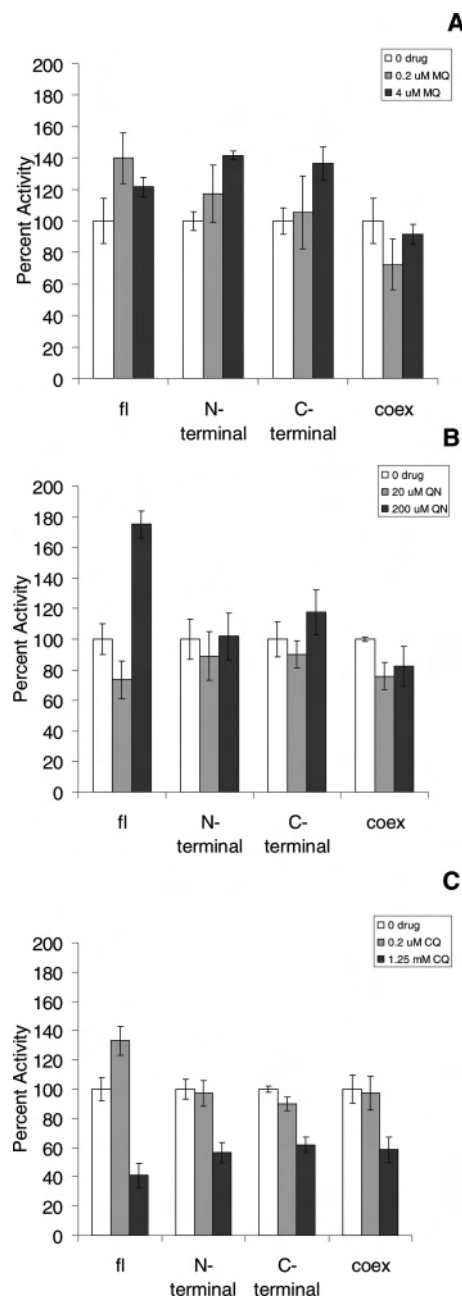 A
0 drug
0.2 uM MQ
4 uM MQ
Percent Activity
200
180
160
140
120
100
80
60
40
20
0
fl
N-
terminal
C-
terminal
coex
B
0 drug
20 uM QN
200 uM QN
Percent Activity
200
180
160
140
120
100
80
60
40
20
0
fl
N-
terminal
C-
terminal
coex
C
0 drug
0.2 uM CQ
1.25 mM CQ
Percent Activity
200
180
160
140
120
100
80
60
40
20
0
fl
N-
terminal
C-
terminal
coex